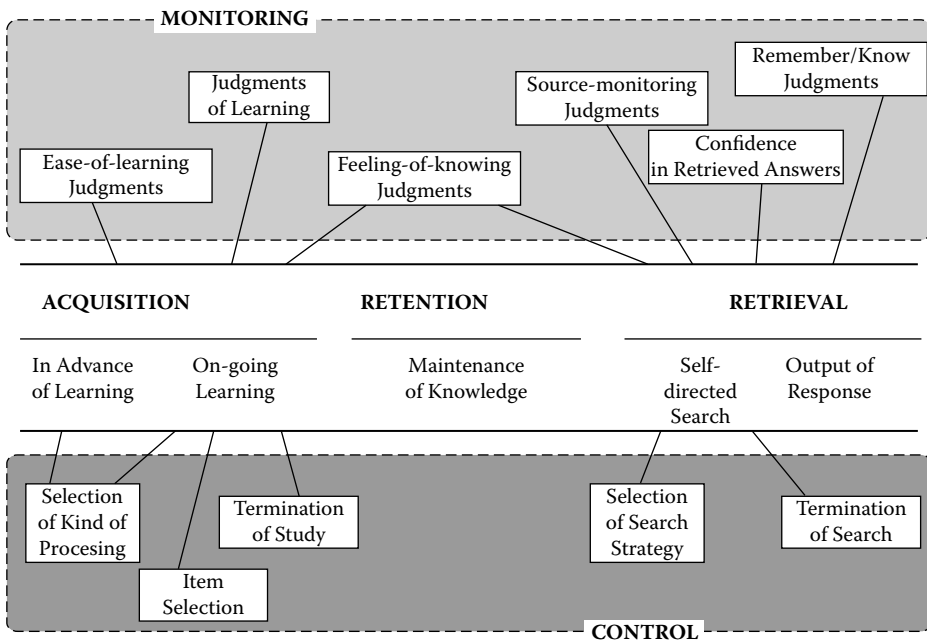 MONITORING
Remember/Know
Judgments
Judgments
of Learning
Source-monitoring
Judgments
Confidence
in Retrieved Answers
Ease-of-learning
Judgments
Feeling-of-knowing
Judgments
ACQUISITION
RETENTION
RETRIEVAL
In Advance
of Learning
On-going
Learning
Maintenance
of Knowledge
Self-
directed
Search
Output of
Response
Selection
of Kind of
Procesing
Termination
of Study
Item
Selection
Selection
of Search
Strategy
Termination
of Search
CONTROL